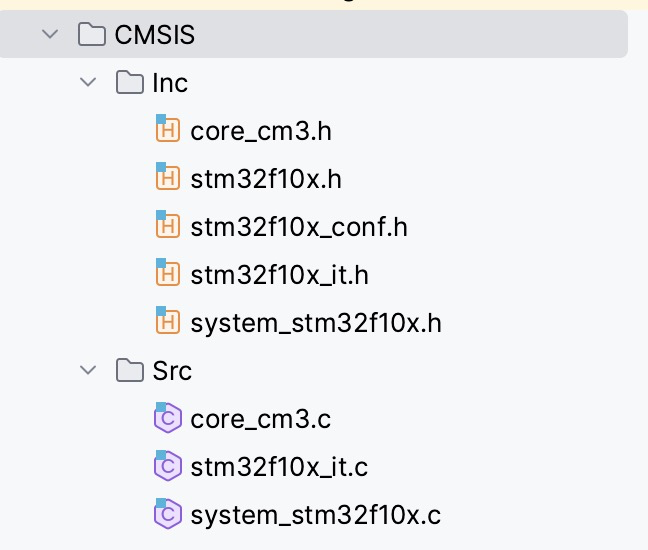 CMSIS
Inc
core_cm3.h
stm32f10x.h
stm32f10x_conf.h
stm32f10x_it.h
system_stm32f10x.h
Src
core_cm3.c
stm32f10x_it.c
system_stm32f10x.c